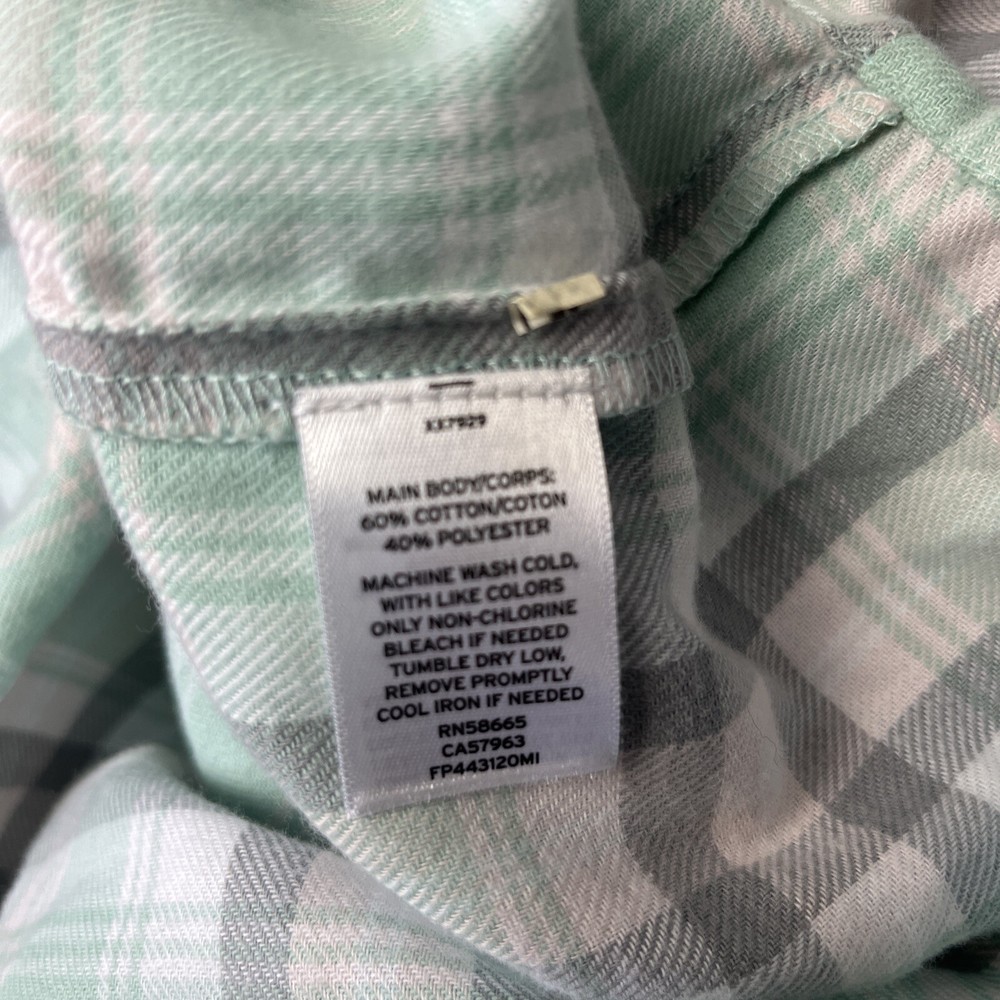 XX7929
MAIN BODY/CORPS:
60% COTTON/COTON
40% POLYESTER
MACHINE WASH COLD,
WITH LIKE COLORS
ONLY NON-CHLORINE
BLEACH IF NEEDED
TUMBLE DRY LOW,
REMOVE PROMPTLY
COOL IRON IF NEEDED
RN58665
CA57963
FP443120MI